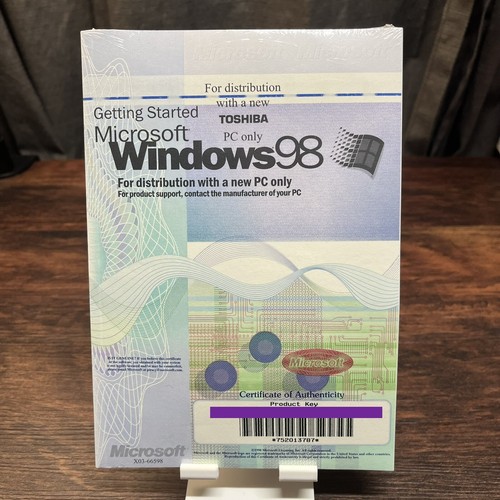 For distribution
with a new
TOSHIBA
PC only
Getting Started
Microsoft
Windows98
For distribution with a new PC only
For product support, contact the manufacturer of your PC
Microsoft
Certificate of Authenticity
Product Key
*752013787*
Microsoft
X03-66598